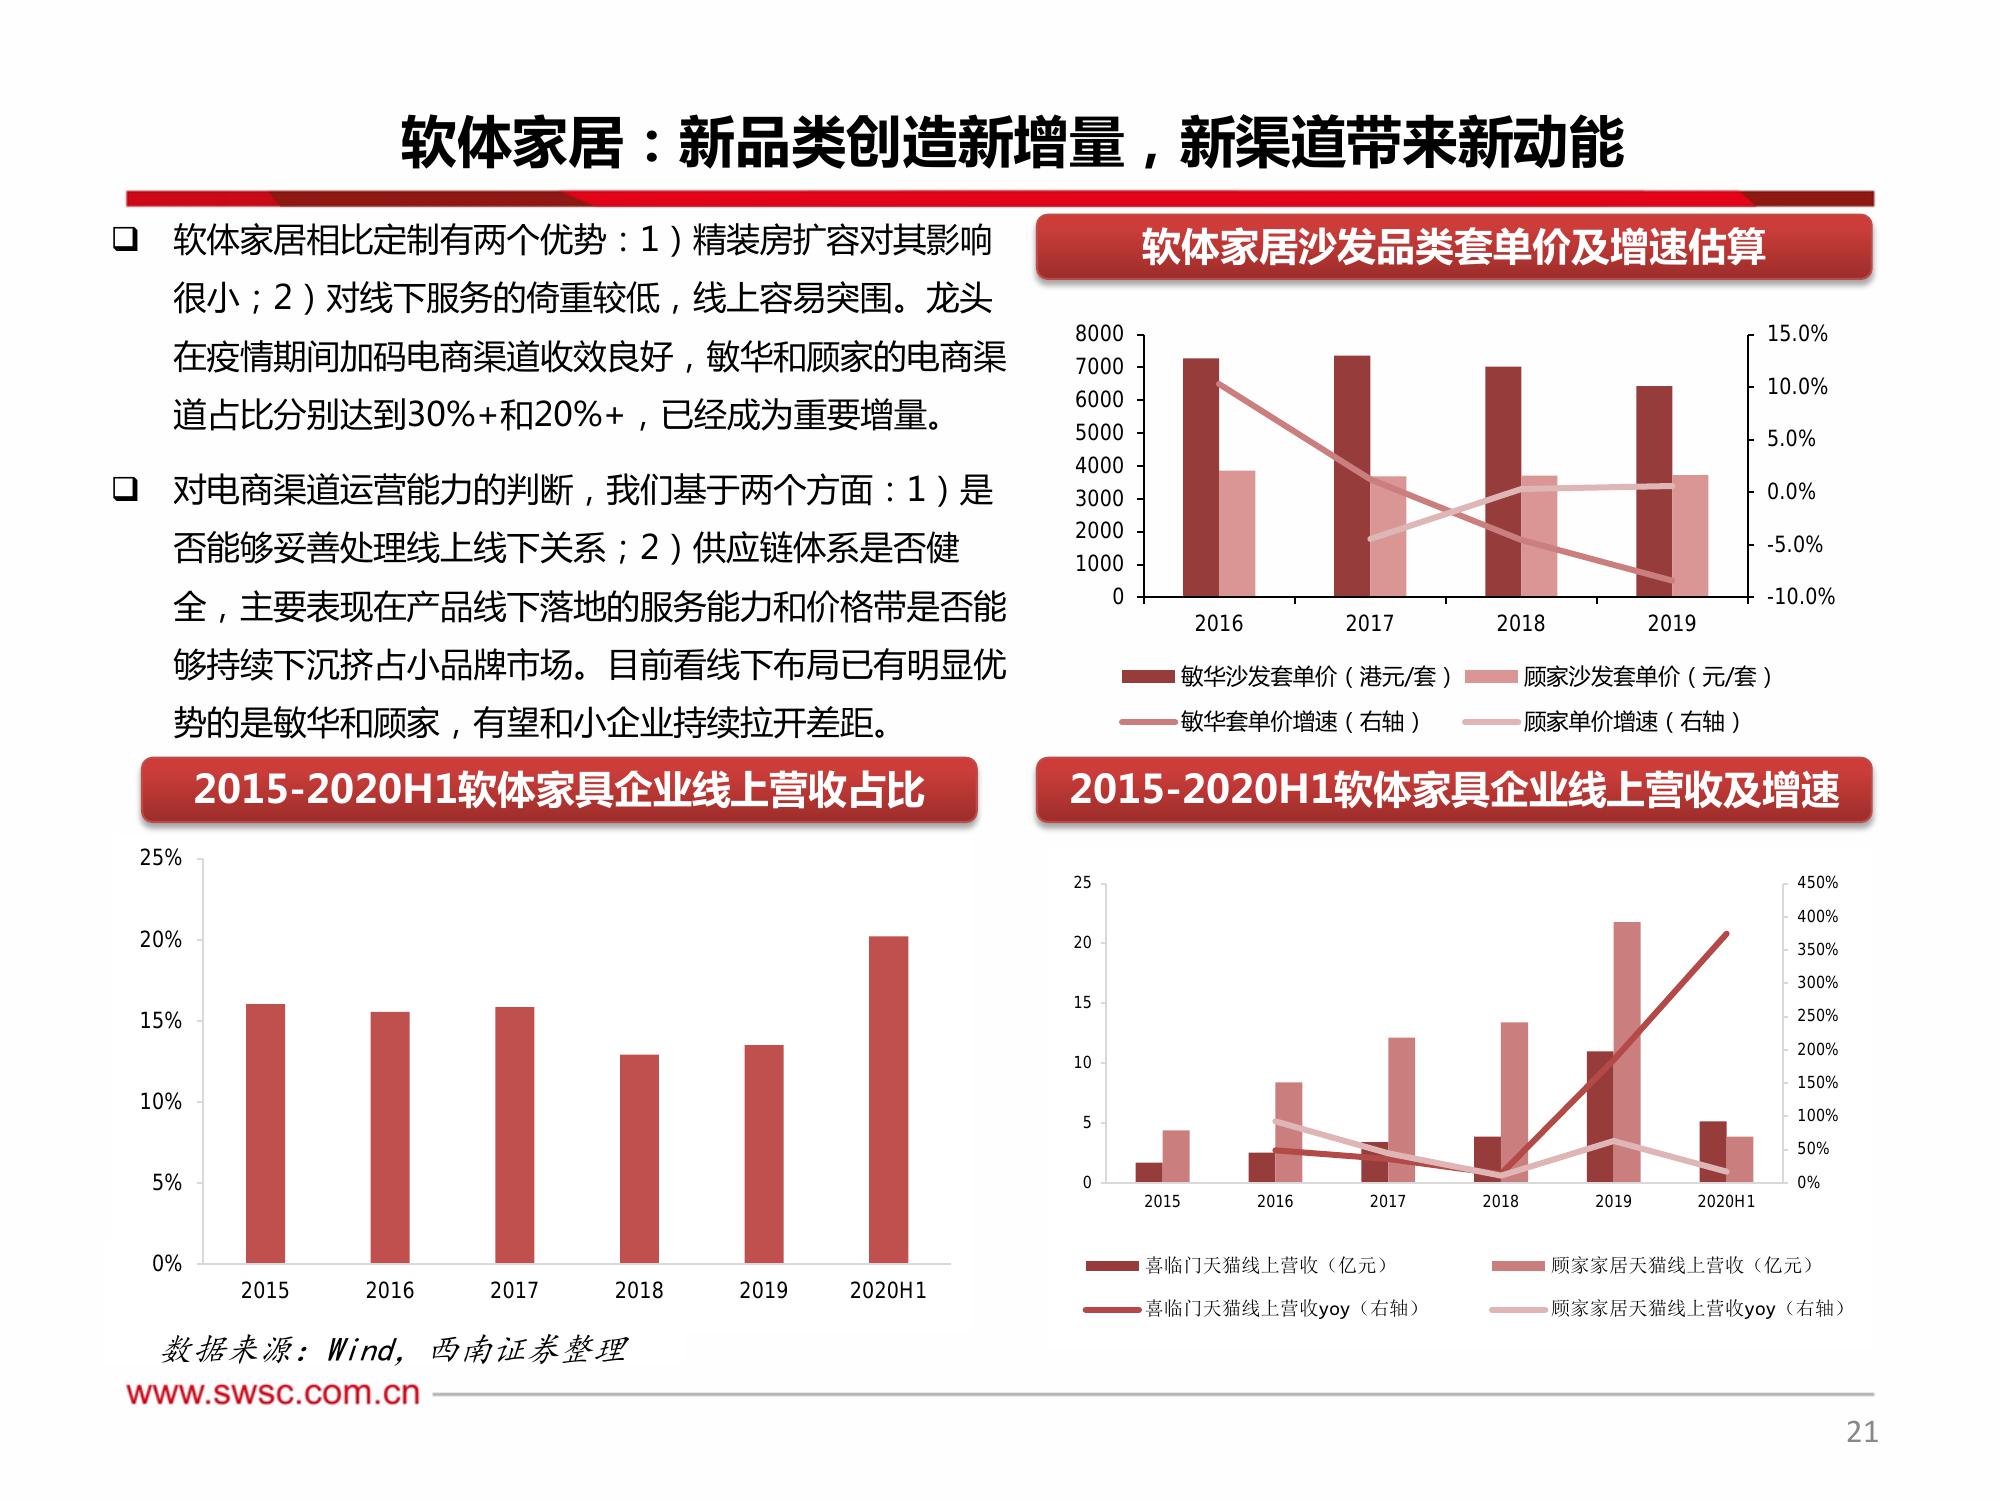 软体家居：新品类创造新增量，新渠道带来新动能
❑ 软体家居相比定制有两个优势：1）精装房扩容对其影响
很小；2）对线下服务的倚重较低，线上容易突围。龙头
在疫情期间加码电商渠道收效良好，敏华和顾家的电商渠
道占比分别达到30%+和20%+，已经成为重要增量。
❑ 对电商渠道运营能力的判断，我们基于两个方面：1）是
否能够妥善处理线上线下关系；2）供应链体系是否健
全，主要表现在产品线下落地的服务能力和价格带是否能
够持续下沉挤占小品牌市场。目前看线下布局已有明显优
势的是敏华和顾家，有望和小企业持续拉开差距。
软体家居沙发品类套单价及增速估算
8000 15.0%
7000
6000 10.0%
5000 5.0%
4000
3000 0.0%
2000
1000 -5.0%
0 -10.0%
2016 2017 2018 2019
敏华沙发套单价（港元/套） 顾家沙发套单价（元/套）
敏华套单价增速（右轴） 顾家单价增速（右轴）
2015-2020H1软体家具企业线上营收占比
25%
20%
15%
10%
5%
0%
2015 2016 2017 2018 2019 2020H1
2015-2020H1软体家具企业线上营收及增速
25 450%
400%
20 350%
300%
15 250%
200%
10 150%
100%
5 50%
0 0%
2015 2016 2017 2018 2019 2020H1
喜临门天猫线上营收（亿元） 顾家家居天猫线上营收（亿元）
喜临门天猫线上营收yoy（右轴） 顾家家居天猫线上营收yoy（右轴）
数据来源：Wind，西南证券整理
www.swsc.com.cn
21